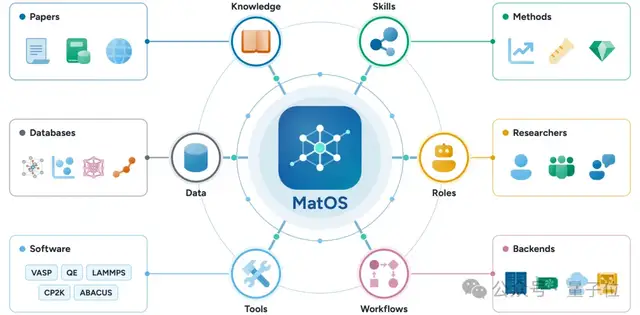 Knowledge
Skills
Papers
Methods
Databases
Researchers
Data
MatOS
Roles
Software
VASP
QE
LAMMPS
CP2K
ABACUS
Tools
Workflows
Backends
公众号 · 量子位